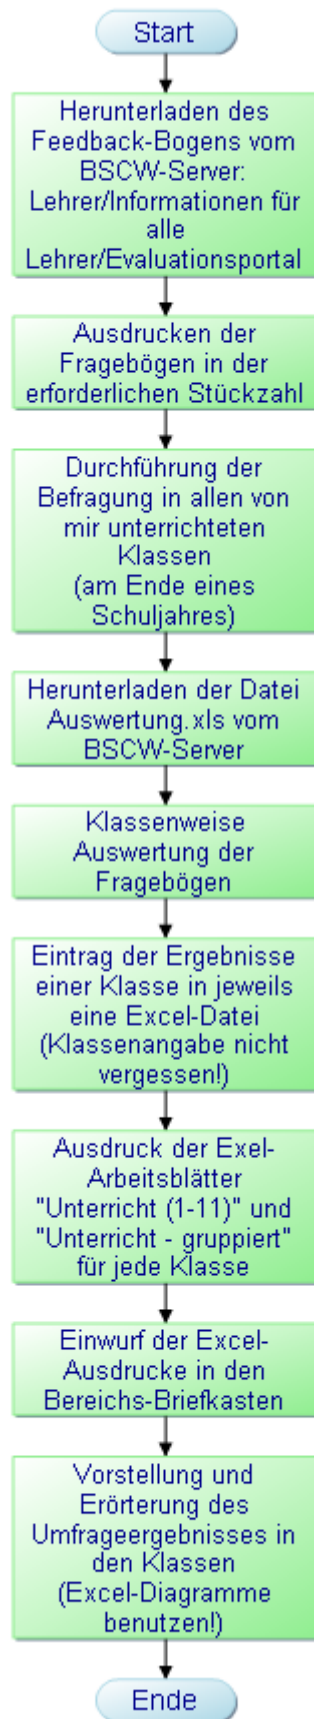 Start
Herunterladen des
Feedback-Bogens vom
BSCW-Server:
Lehrer/Informationen für
alle
Lehrer/Evaluationsportal
Ausdrucken der
Fragebögen in der
erforderlichen Stückzahl
Durchführung der
Befragung in allen von
mir unterrichteten
Klassen
(am Ende eines
Schuljahres)
Herunterladen der Datei
Auswertung.xls vom
BSCW-Server
Klassenweise
Auswertung der
Fragebögen
Eintrag der Ergebnisse
einer Klasse in jeweils
eine Excel-Datei
(Klassenangabe nicht
vergessen!)
Ausdruck der Exel-
Arbeitsblätter
"Unterricht (1-11)" und
"Unterricht - gruppiert"
für jede Klasse
Einwurf der Excel-
Ausdrucke in den
Bereichs-Briefkasten
Vorstellung und
Erörterung des
Umfrageergebnisses in
den Klassen
(Excel-Diagramme
benutzen!)
Ende